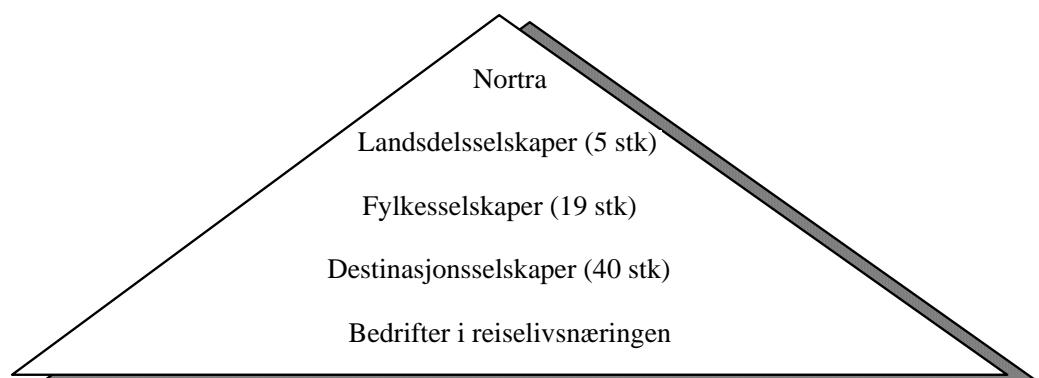 Nortra
Landsdelsselskaper (5 stk)
Fylkesselskaper (19 stk)
Destinasjonsselskaper (40 stk)
Bedrifter i reiselivsnæringen